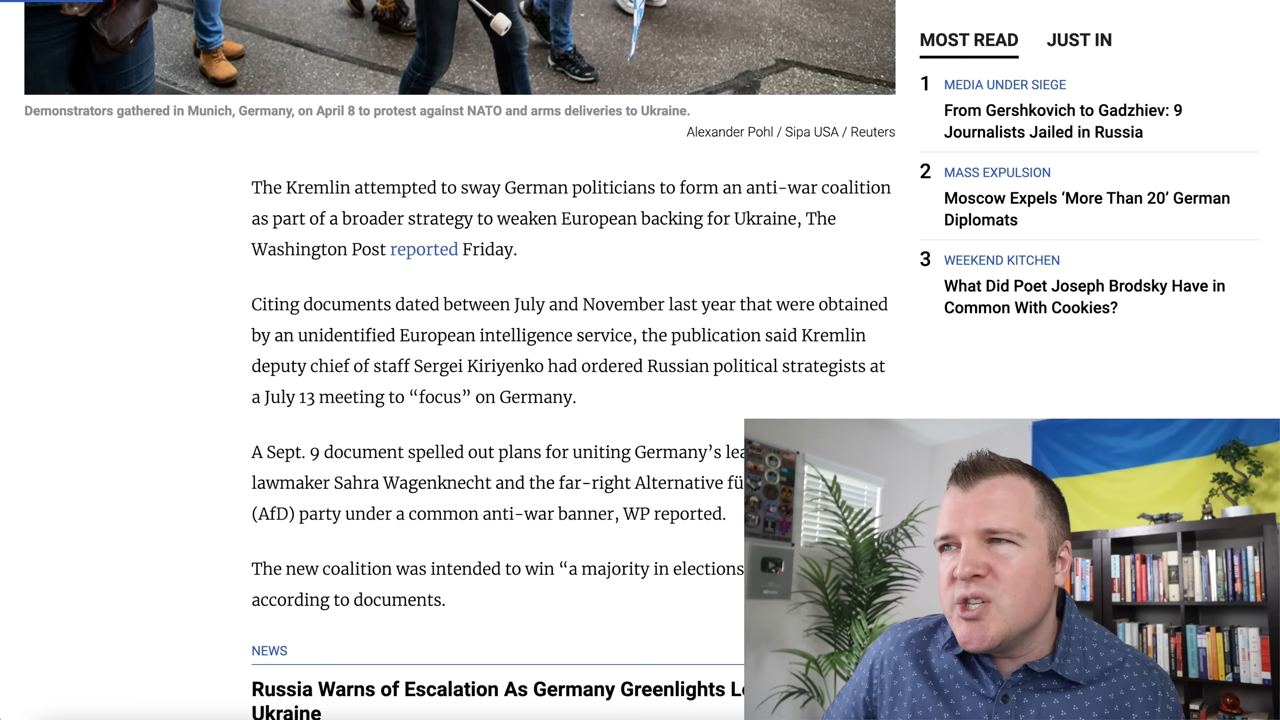 Demonstrators gathered in Munich, Germany, on April 8 to protest against NATO and arms deliveries to Ukraine.
Alexander Pohl / Sipa USA / Reuters
The Kremlin attempted to sway German politicians to form an anti-war coalition
as part of a broader strategy to weaken European backing for Ukraine, The
Washington Post reported Friday.
Citing documents dated between July and November last year that were obtained
by an unidentified European intelligence service, the publication said Kremlin
deputy chief of staff Sergei Kiriyenko had ordered Russian political strategists at
a July 13 meeting to “focus” on Germany.
A Sept. 9 document spelled out plans for uniting Germany’s
lawmaker Sahra Wagenknecht and the far-right Alternative
(AfD) party under a common anti-war banner, WP reported.
The new coalition was intended to win “a majority in elections
according to documents.
NEWS
Russia Warns of Escalation As Germany Greenlights
Ukraine
MOST READ JUST IN
1 MEDIA UNDER SIEGE
From Gershkovich to Gadzhiev: 9
Journalists Jailed in Russia
2 MASS EXPULSION
Moscow Expels ‘More Than 20’ German
Diplomats
3 WEEKEND KITCHEN
What Did Poet Joseph Brodsky Have in
Common With Cookies?